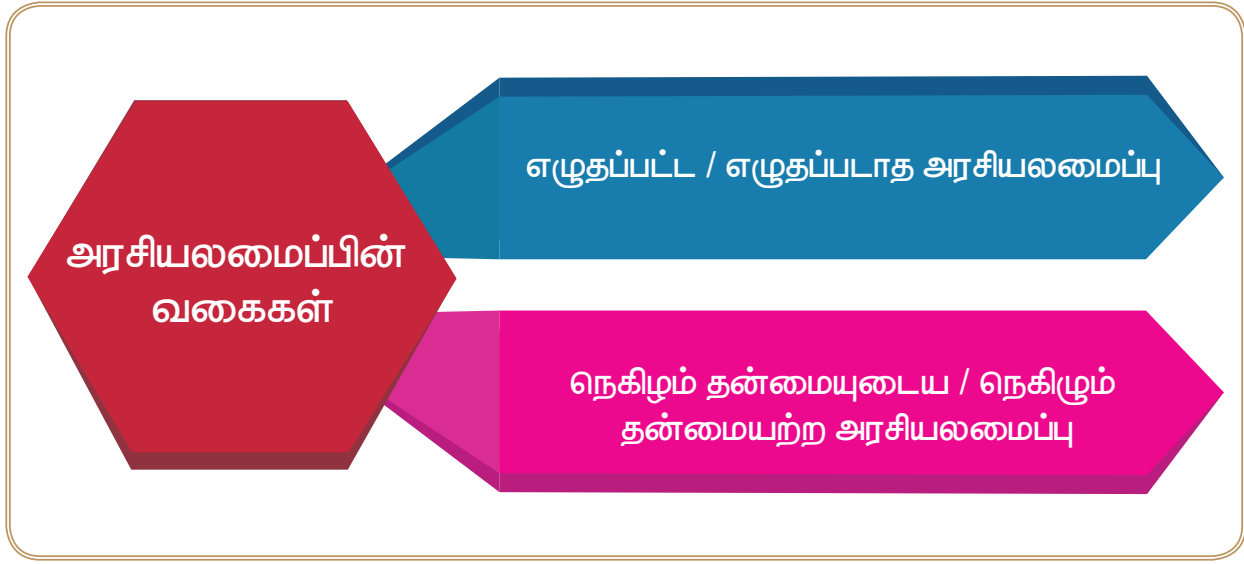 அரசியலமைப்பின்
வகைகள்
எழுதப்பட்ட / எழுதப்படாத அரசியலமைப்பு
நெகிழம் தன்மையுடைய / நெகிழும்
தன்மையற்ற அரசியலமைப்பு